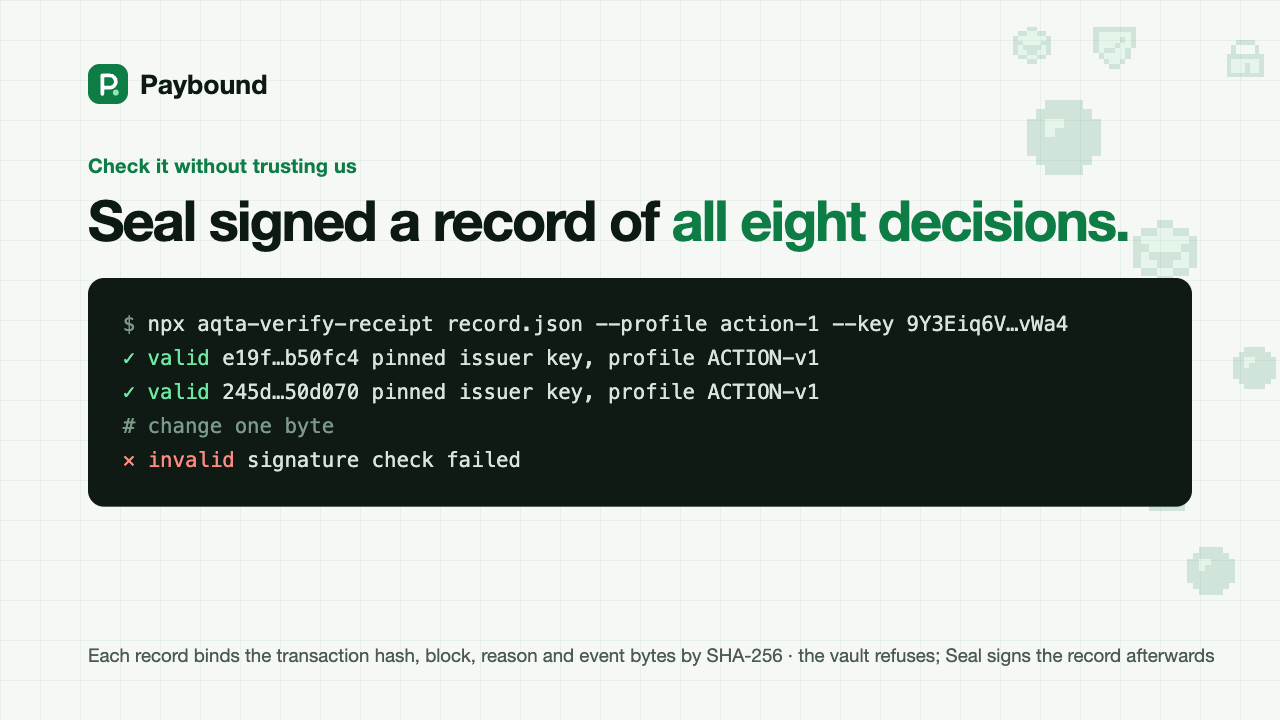 Paybound
Check it without trusting us
Seal signed a record of all eight decisions.
$ npx aqta-verify-receipt record.json --profile action-1 --key 9Y3Eiq6V…vWa4
✓ valid e19f…b50fc4 pinned issuer key, profile ACTION-v1
✓ valid 245d…50d070 pinned issuer key, profile ACTION-v1
# change one byte
× invalid signature check failed
Each record binds the transaction hash, block, reason and event bytes by SHA-256 · the vault refuses; Seal signs the record afterwards